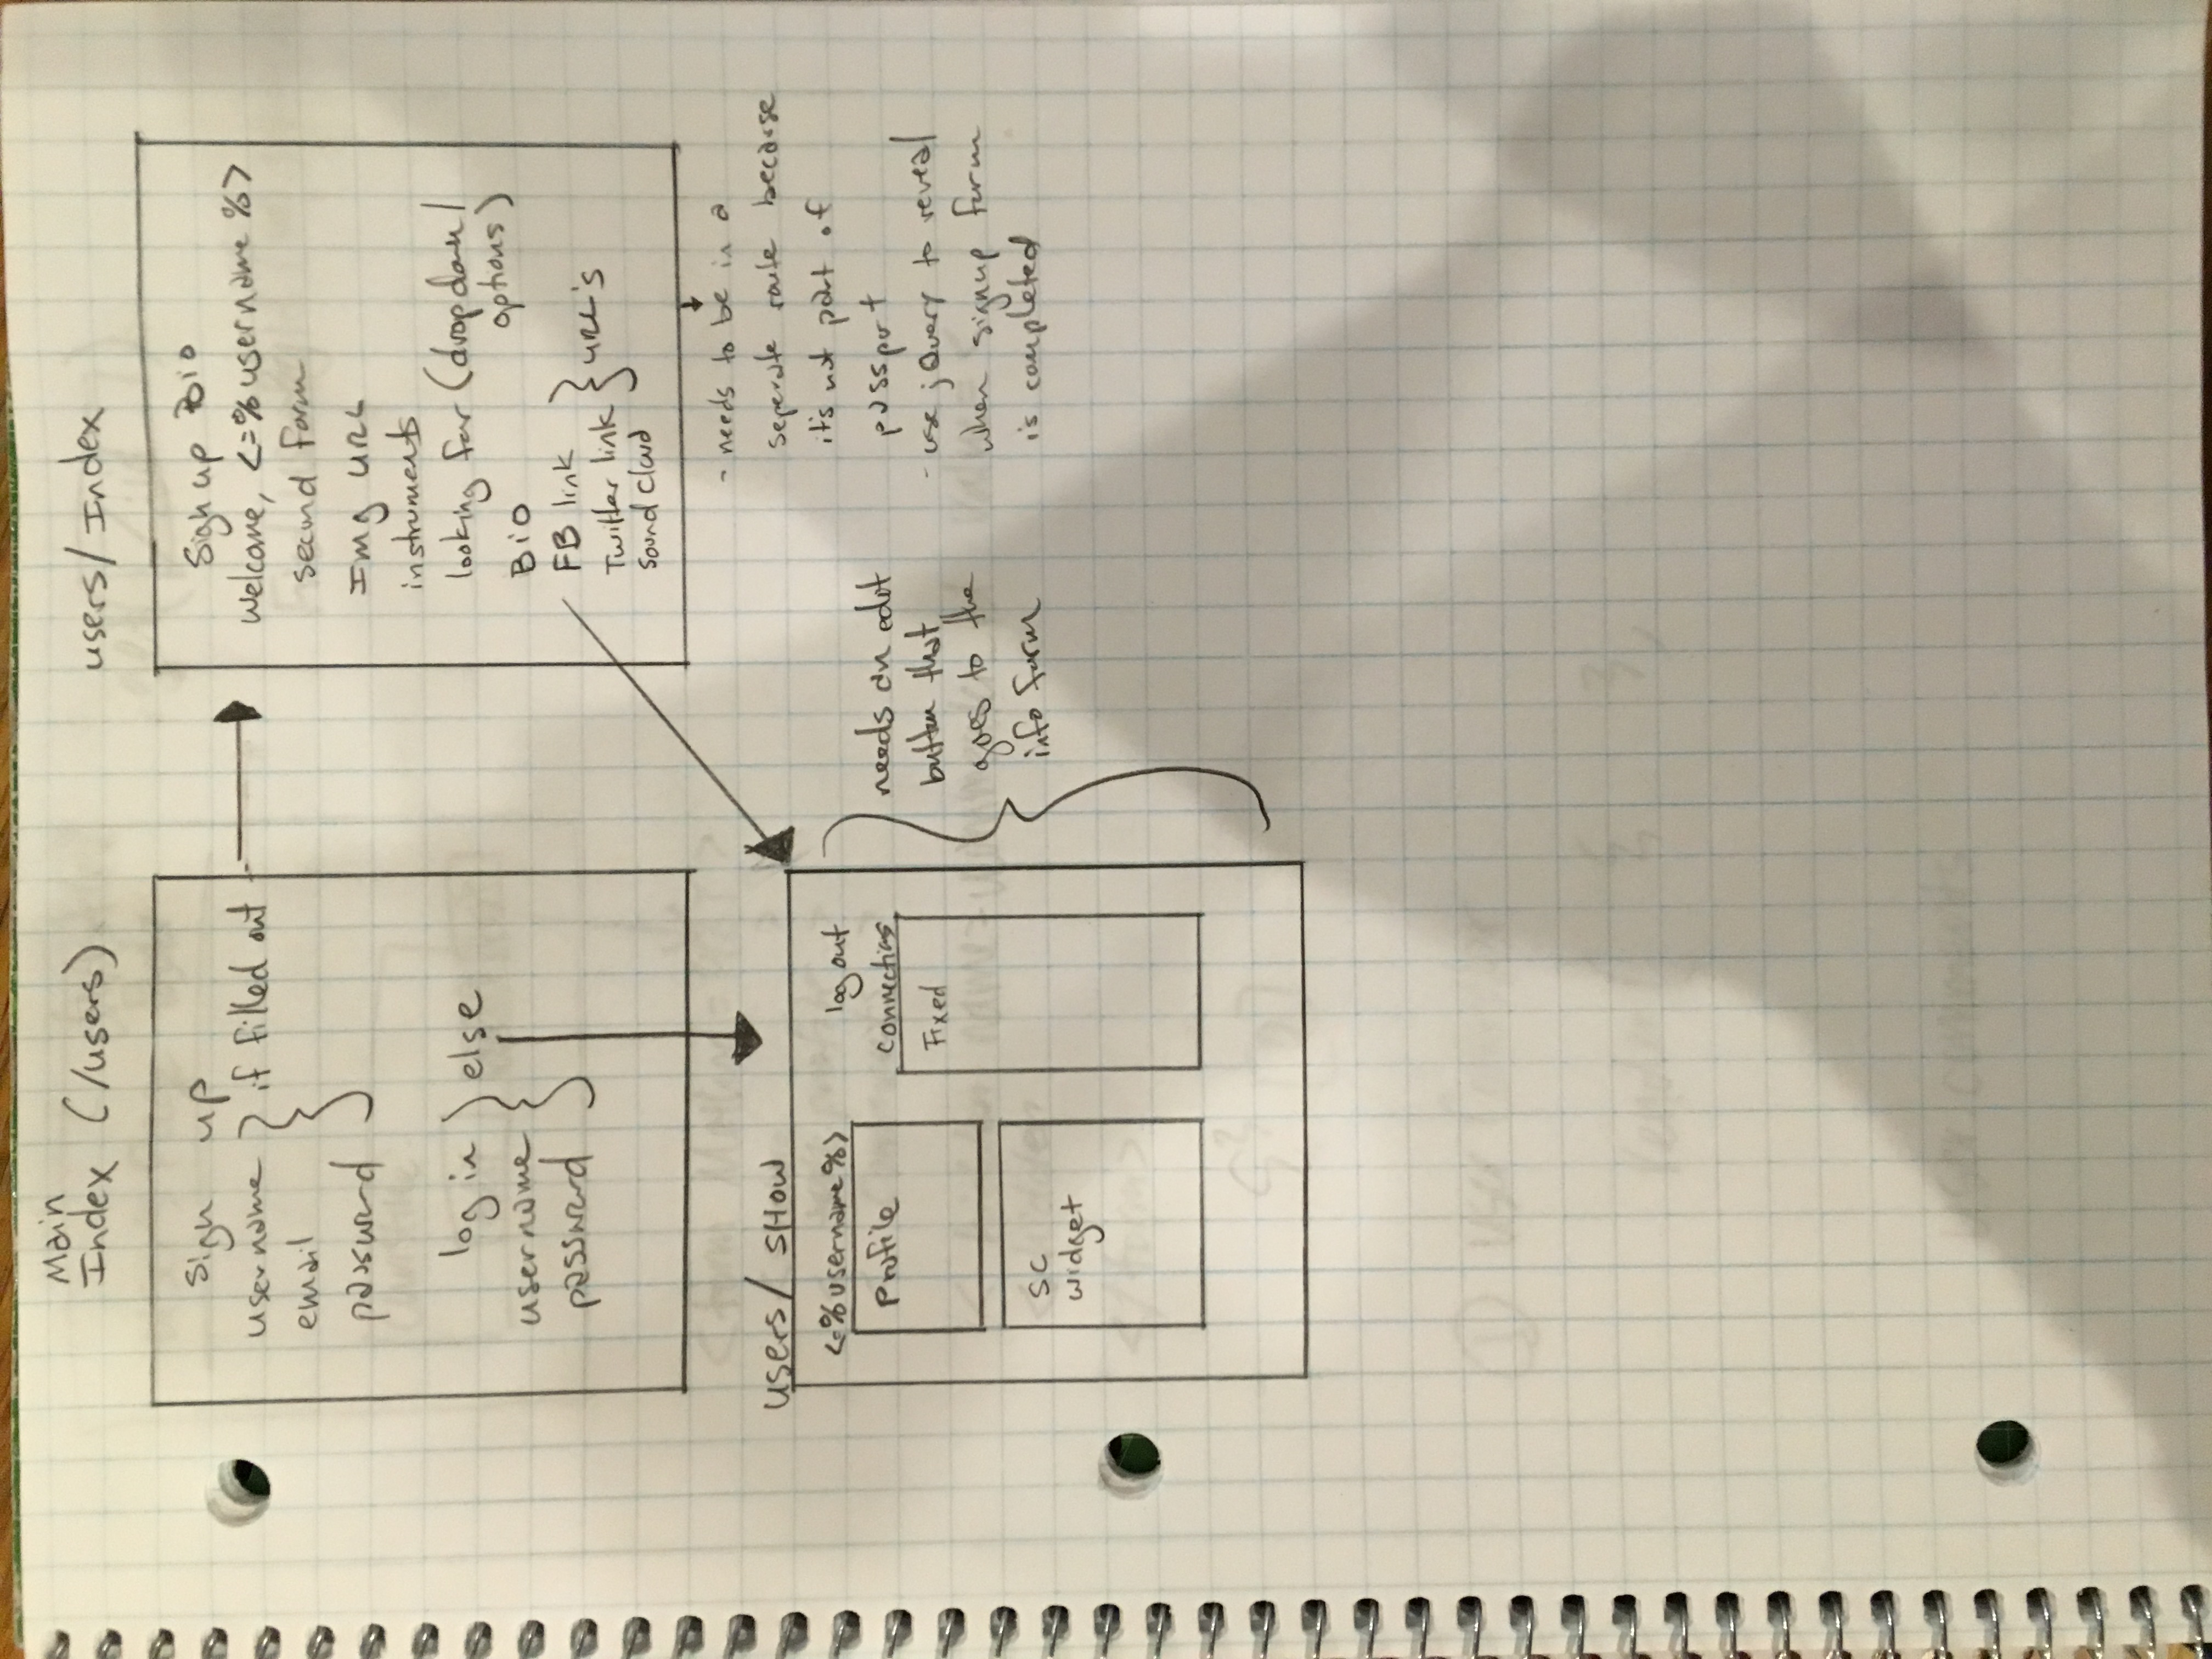 Main
Index (/users)
Sign up
username } if filled out
email
password
log in } else
username
password
users/Index
Sign up Bio
Welcome, <=%username%>
second form
Img URL
instruments
looking for (dropdown/
options)
BiO
FB link
Twitter link } URL's
Sound Cloud
- needs to be in a
seperate route because
it's not part of
passport
- use jQuery to reveal
when signup form
is completed
users/ SHOW
<=%username%>
log out
Profile
connections
Fixed
SC
widget
needs an edit
button that
goes to the
info form